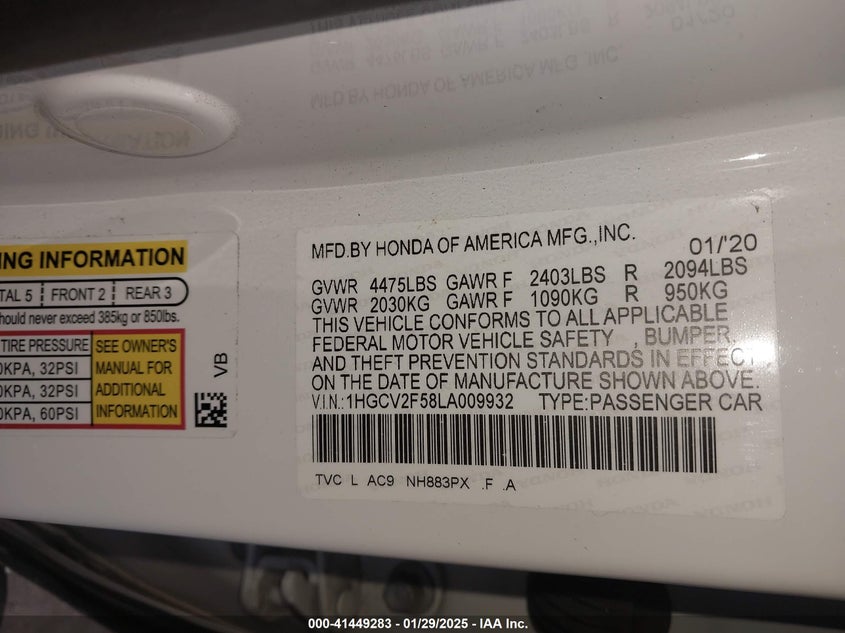 MFD.BY HONDA OF AMERICA MFG.,INC. 01/'20
GVWR 4475LBS GAWR F 2403LBS R 2094LBS
GVWR 2030KG GAWR F 1090KG R 950KG
THIS VEHICLE CONFORMS TO ALL APPLICABLE
FEDERAL MOTOR VEHICLE SAFETY , BUMPER,
AND THEFT PREVENTION STANDARDS IN EFFECT
ON THE DATE OF MANUFACTURE SHOWN ABOVE.
V.I.N.:1HGCV2F58LA009932 TYPE:PASSENGER CAR
TVC L AC9 NH883PX .F .A
INFORMATION
5 FRONT 2 REAR 3
should never exceed 385kg or 850lbs.
TIRE PRESSURE
KPA, 32PSI
KPA, 32PSI
KPA, 60PSI
SEE OWNER'S
MANUAL FOR
ADDITIONAL
INFORMATION
VB
000-41449283 - 01/29/2025 - IAA Inc.